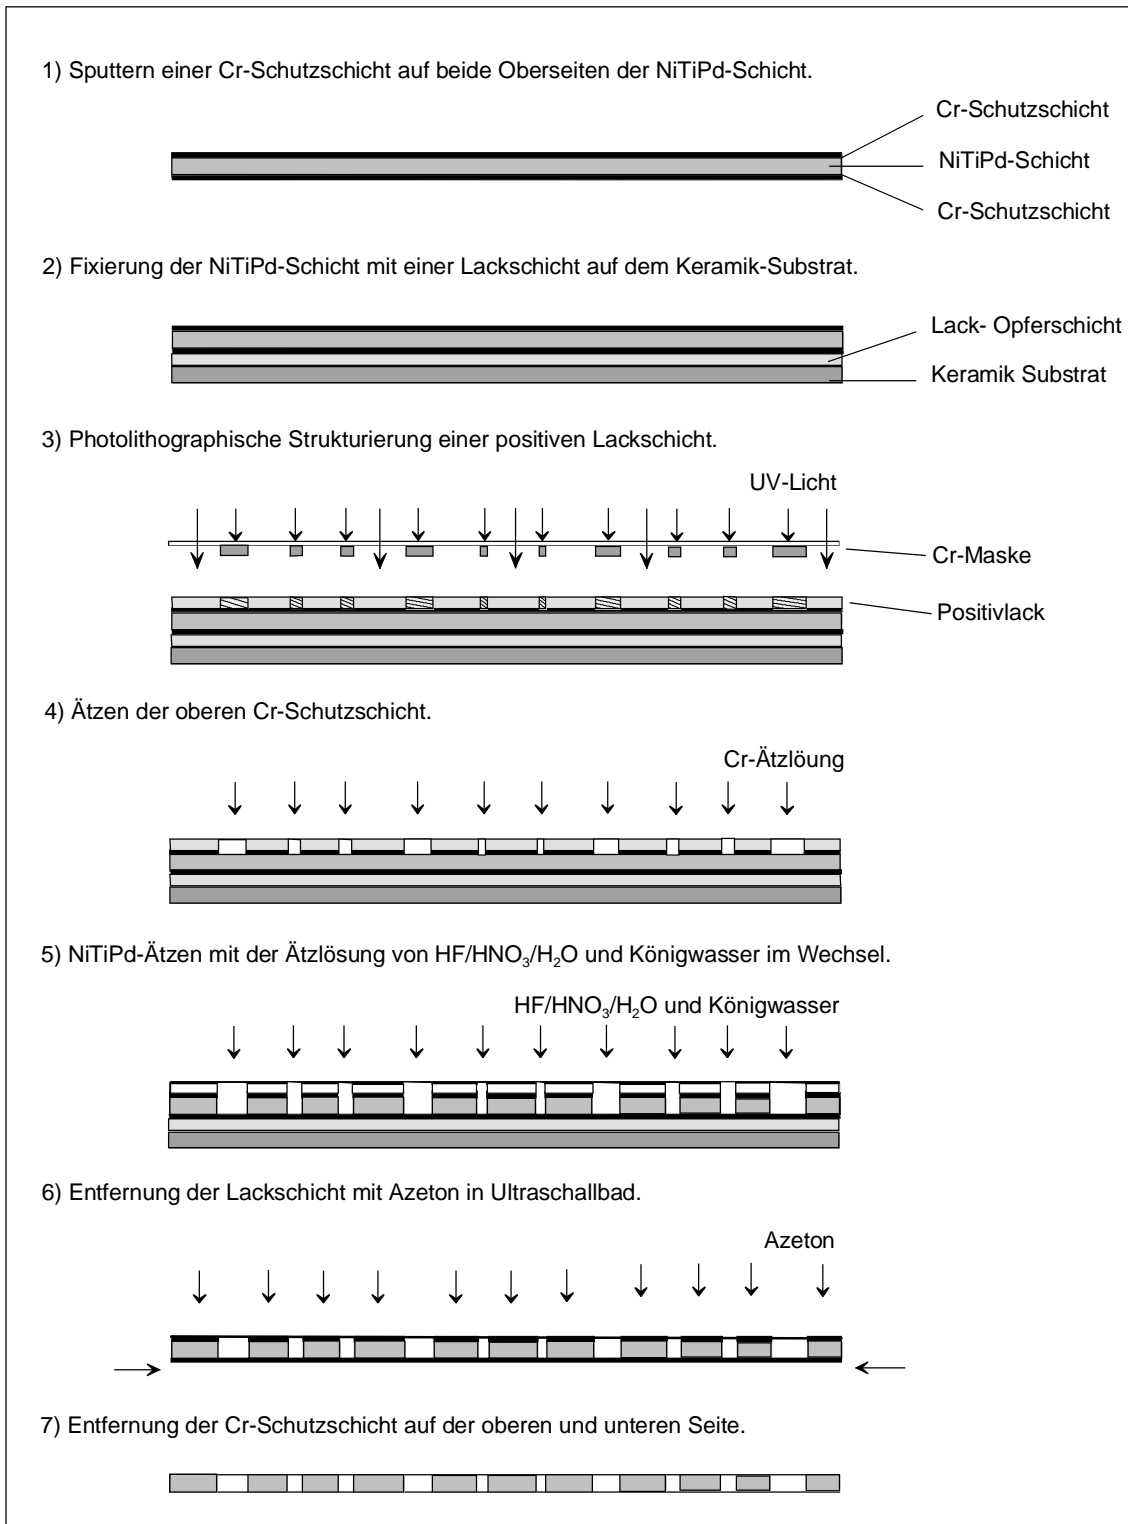 1) Sputtern einer Cr-Schutzschicht auf beide Oberseiten der NiTiPd-Schicht.
Cr-Schutzschicht
NiTiPd-Schicht
Cr-Schutzschicht
2) Fixierung der NiTiPd-Schicht mit einer Lackschicht auf dem Keramik-Substrat.
Lack- Opferschicht
Keramik Substrat
3) Photolithographische Strukturierung einer positiven Lackschicht.
UV-Licht
Cr-Maske
Positivlack
4) Ätzen der oberen Cr-Schutzschicht.
Cr-Ätzlöung
5) NiTiPd-Ätzen mit der Ätzlösung von HF/HNO₃/H₂O und Königwasser im Wechsel.
HF/HNO₃/H₂O und Königwasser
6) Entfernung der Lackschicht mit Azeton in Ultraschallbad.
Azeton
7) Entfernung der Cr-Schutzschicht auf der oberen und unteren Seite.